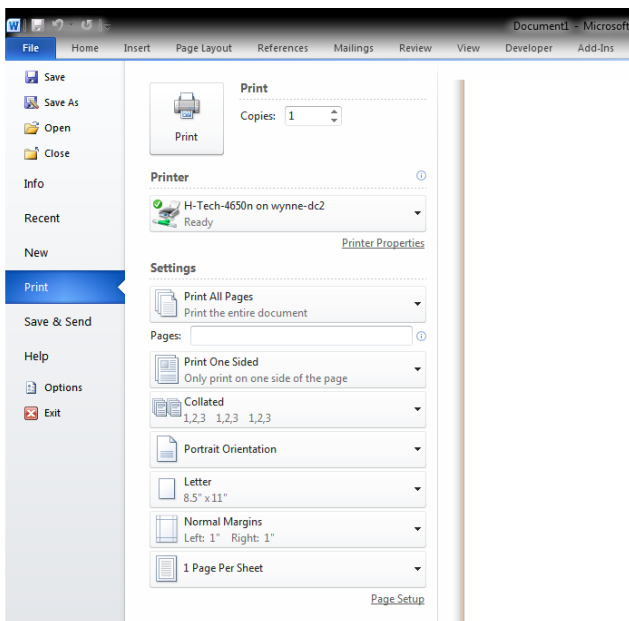 W
Document1 - Microsoft
File Home Insert Page Layout References Mailings Review View Developer Add-Ins
Save
Save As
Open
Close
Info
Recent
New
Print
Save & Send
Help
Options
Exit
Print
Print
Copies: 1
Printer
H-Tech-4650n on wynne-dc2
Ready
Printer Properties
Settings
Print All Pages
Print the entire document
Pages:
Print One Sided
Only print on one side of the page
Collated
1,2,3 1,2,3 1,2,3
Portrait Orientation
Letter
8.5" x 11"
Normal Margins
Left: 1" Right: 1"
1 Page Per Sheet
Page Setup